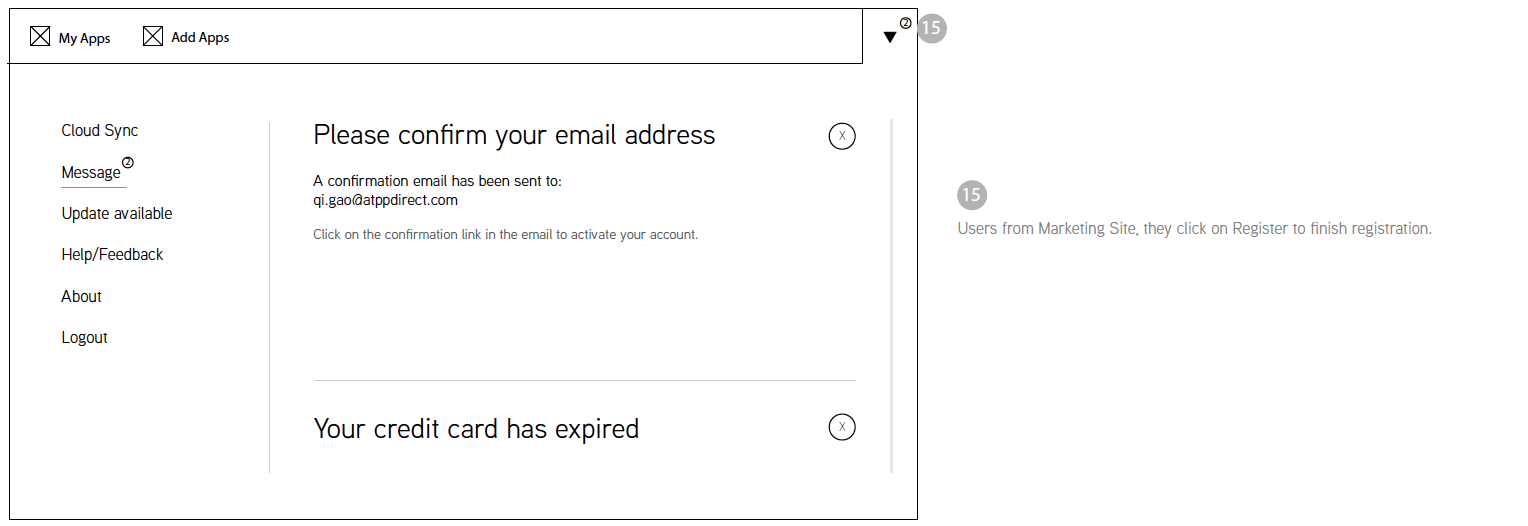 My Apps
Add Apps
2
15
Cloud Sync
Message 2
Update available
Help/Feedback
About
Logout
Please confirm your email address
X
A confirmation email has been sent to:
qi.gao@atppdirect.com
Click on the confirmation link in the email to activate your account.
Your credit card has expired
X
15
Users from Marketing Site, they click on Register to finish registration.